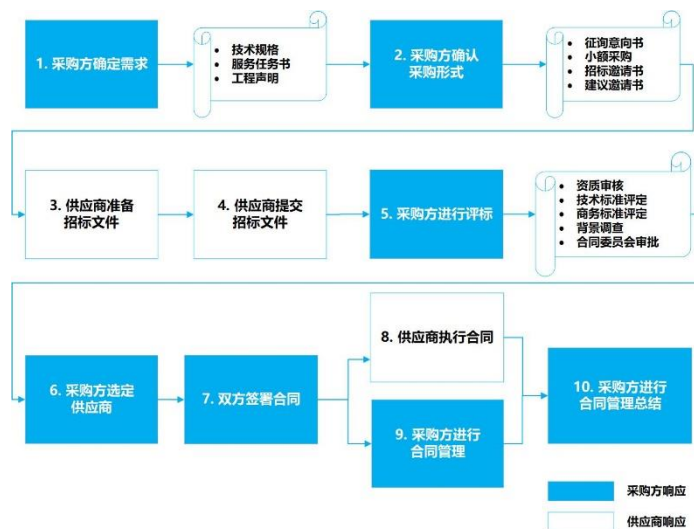 1. 采购方确定需求
• 技术规格
• 服务任务书
• 工程声明
2. 采购方确认
采购形式
• 征询意向书
• 小额采购
• 招标邀请书
• 建议邀请书
3. 供应商准备
招标文件
4. 供应商提交
招标文件
5. 采购方进行评标
• 资质审核
• 技术标准评定
• 商务标准评定
• 背景调查
• 合同委员会审批
6. 采购方选定
供应商
7. 双方签署合同
8. 供应商执行合同
9. 采购方进行
合同管理
10. 采购方进行
合同管理总结
采购方响应
供应商响应